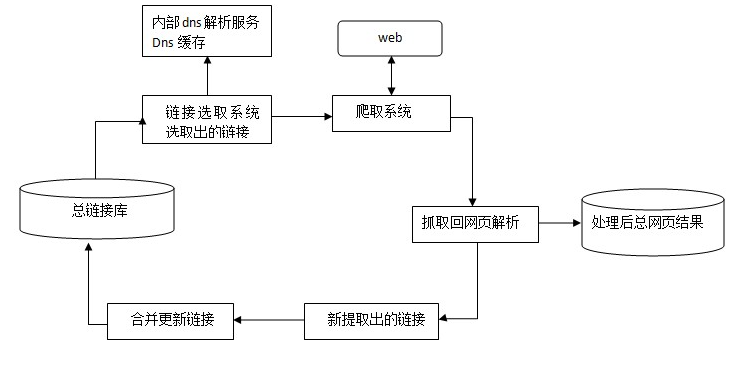 内部dns解析服务
Dns 缓存
web
链接选取系统
选取出的链接
爬取系统
总链接库
抓取回网页解析
处理后总网页结果
合并更新链接
新提取出的链接